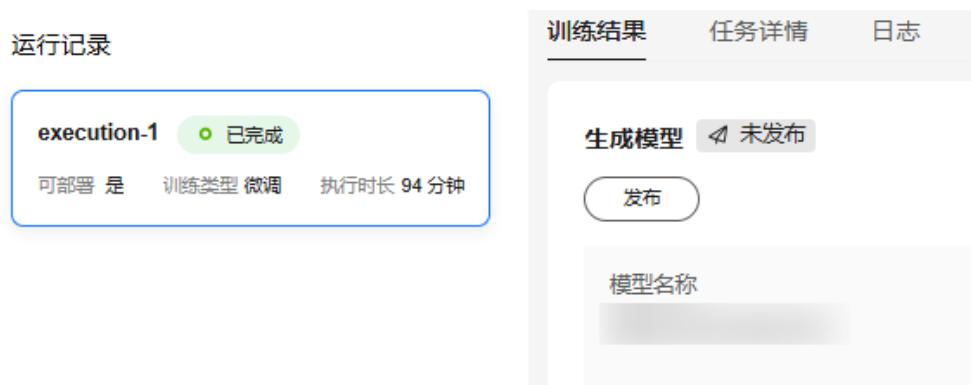 运行记录
execution-1 已完成
可部署 是 训练类型 微调 执行时长 94 分钟
训练结果 任务详情 日志
生成模型 未发布
发布
模型名称